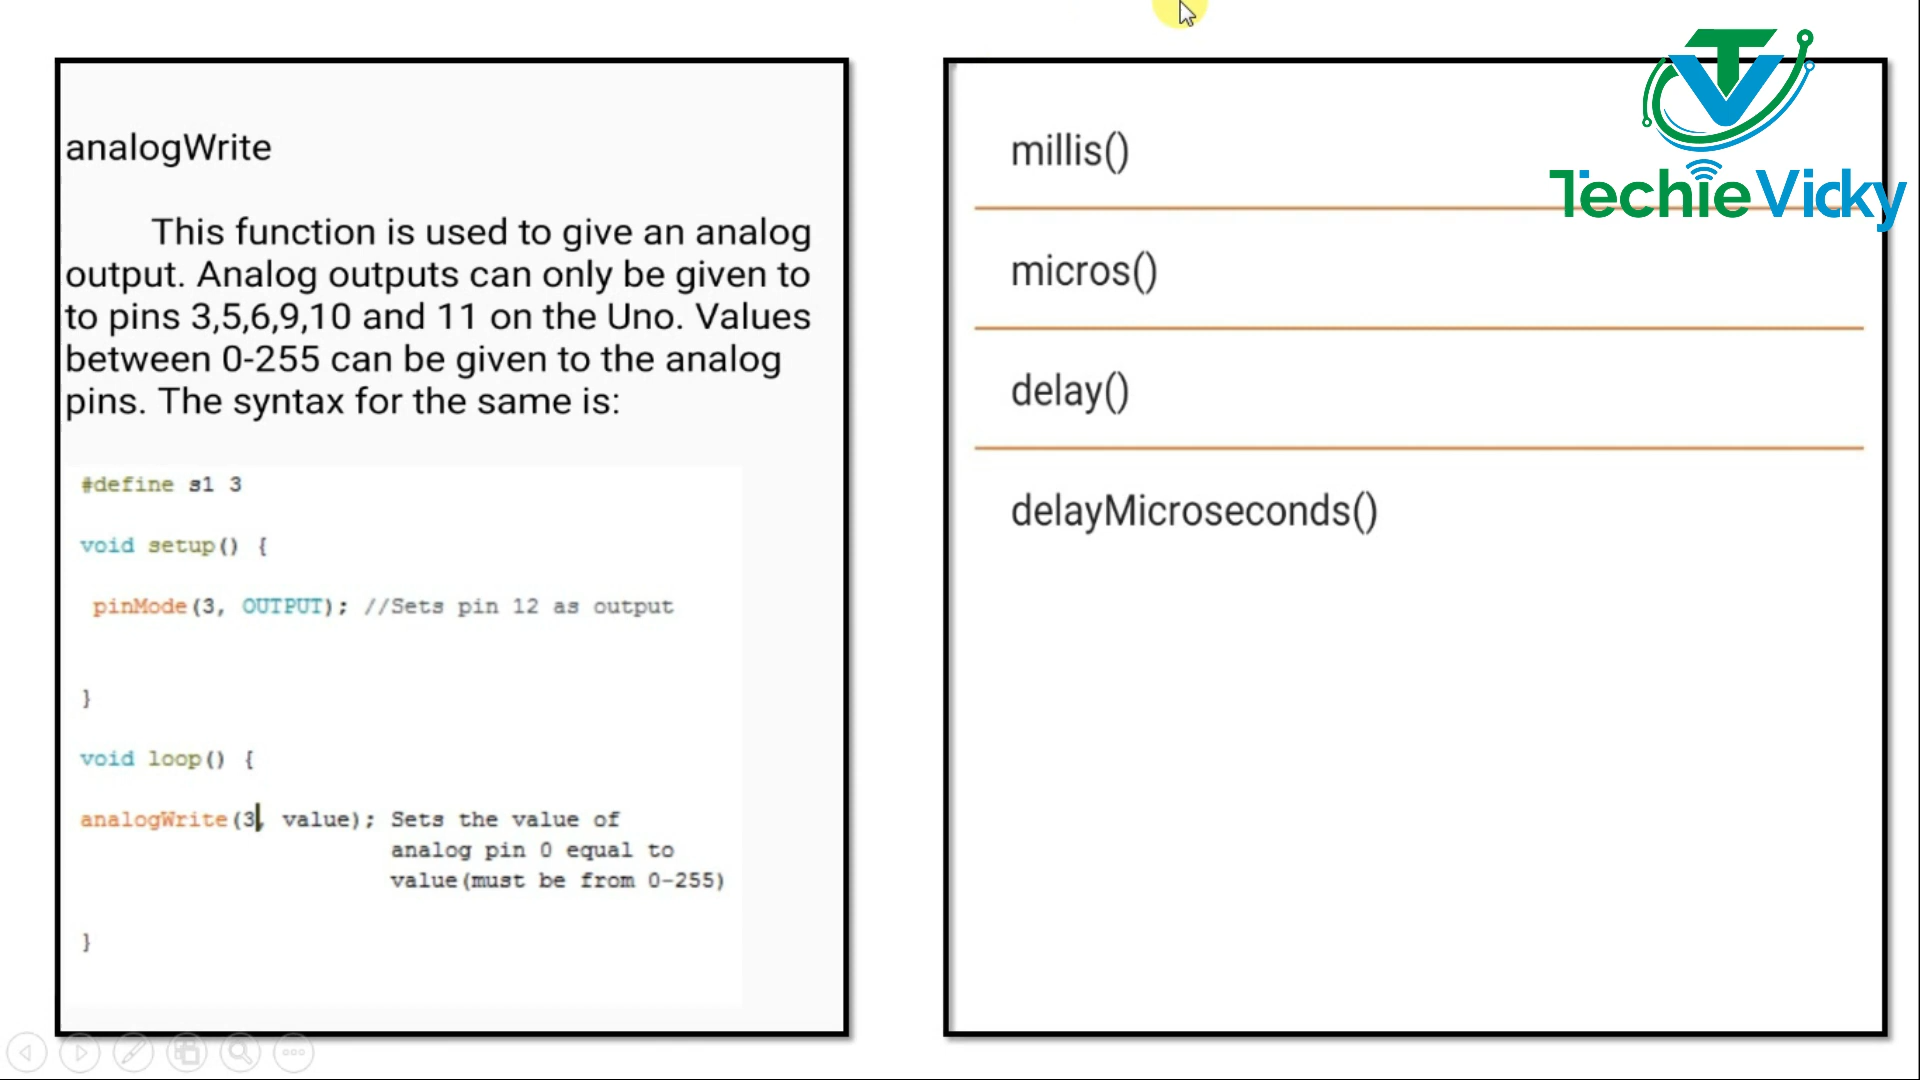 analogWrite
This function is used to give an analog
output. Analog outputs can only be given to
to pins 3,5,6,9,10 and 11 on the Uno. Values
between 0-255 can be given to the analog
pins. The syntax for the same is:
#define s1 3
void setup() {
pinMode(3, OUTPUT); //Sets pin 12 as output
}
void loop() {
analogWrite(3, value); Sets the value of
analog pin 0 equal to
value(must be from 0-255)
}
millis()
micros()
delay()
delayMicroseconds()
TV
Techie Vicky